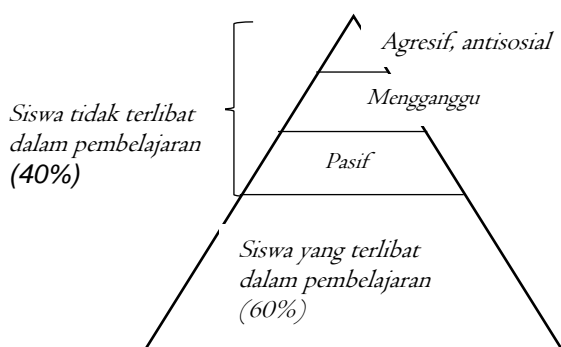 Agresif, antisosial
Mengganggu
Siswa tidak terlibat
dalam pembelajaran
(40%)
Pasif
Siswa yang terlibat
dalam pembelajaran
(60%)